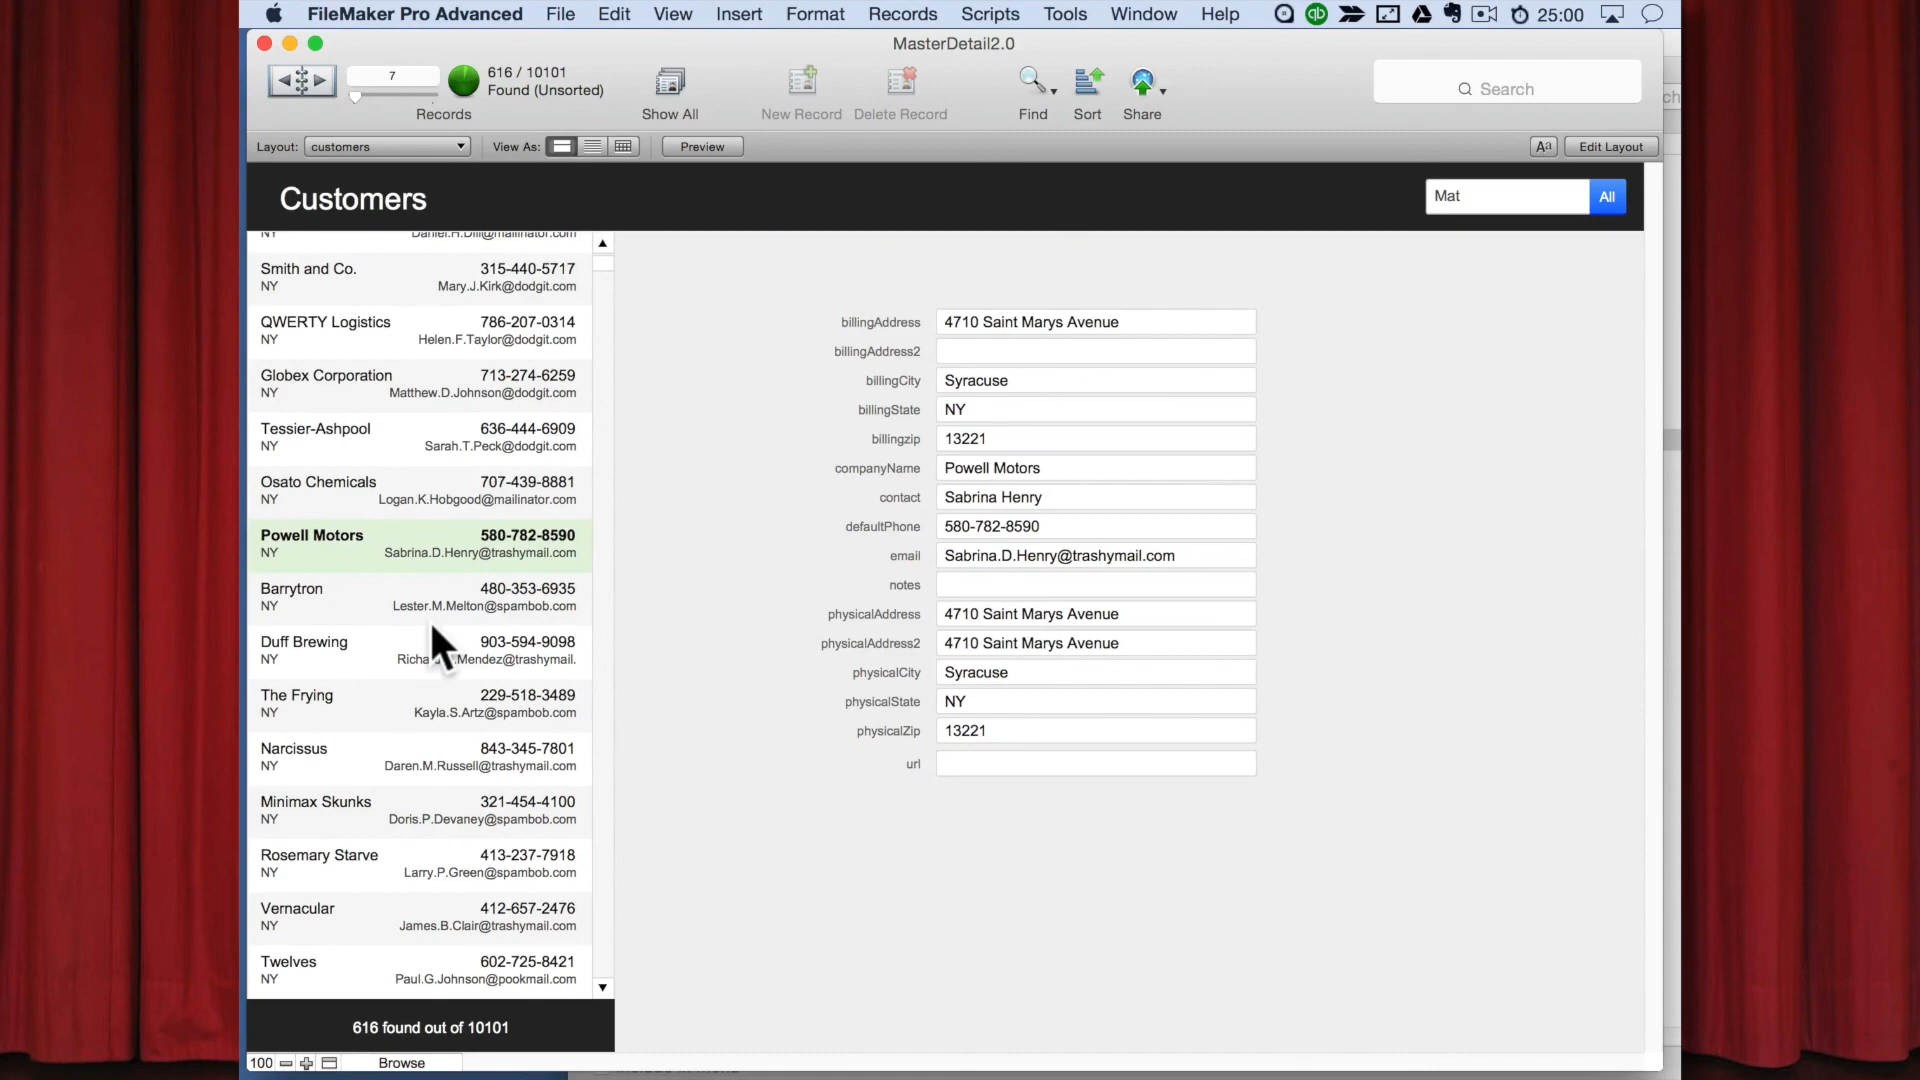 FileMaker Pro Advanced File Edit View Insert Format Records Scripts Tools Window Help 25:00
MasterDetail2.0
7
616 / 10101
Found (Unsorted)
Records
Show All
New Record
Delete Record
Find
Sort
Share
Search
Layout: customers View As: Preview Aa Edit Layout
Customers
Mat All
NY Daniel.H.Dill@mailinator.com
Smith and Co. 315-440-5717
NY Mary.J.Kirk@dodgit.com
QWERTY Logistics 786-207-0314
NY Helen.F.Taylor@dodgit.com
Globex Corporation 713-274-6259
NY Matthew.D.Johnson@dodgit.com
Tessier-Ashpool 636-444-6909
NY Sarah.T.Peck@dodgit.com
Osato Chemicals 707-439-8881
NY Logan.K.Hobgood@mailinator.com
Powell Motors 580-782-8590
NY Sabrina.D.Henry@trashymail.com
Barrytron 480-353-6935
NY Lester.M.Melton@spambob.com
Duff Brewing 903-594-9098
NY
The Frying 229-518-3489
NY Kayla.S.Artz@spambob.com
Narcissus 843-345-7801
NY Daren.M.Russell@trashymail.com
Minimax Skunks 321-454-4100
NY Doris.P.Devaney@spambob.com
Rosemary Starve 413-237-7918
NY Larry.P.Green@spambob.com
Vernacular 412-657-2476
NY James.B.Clair@trashymail.com
Twelves 602-725-8421
NY Paul.G.Johnson@pookmail.com
616 found out of 10101
billingAddress 4710 Saint Marys Avenue
billingAddress2
billingCity Syracuse
billingState NY
billingzip 13221
companyName Powell Motors
contact Sabrina Henry
defaultPhone 580-782-8590
email Sabrina.D.Henry@trashymail.com
notes
physicalAddress 4710 Saint Marys Avenue
physicalAddress2 4710 Saint Marys Avenue
physicalCity Syracuse
physicalState NY
physicalZip 13221
url
100 Browse